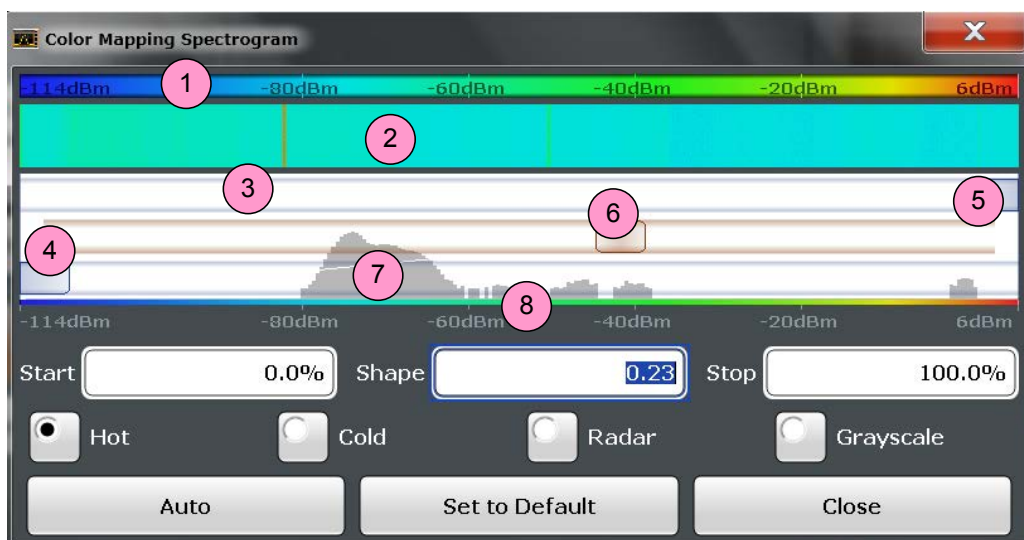 Color Mapping Spectrogram
X
1
-114dBm -80dBm -60dBm -40dBm -20dBm 6dBm
2
3
5
6
4
7
8
-114dBm -80dBm -60dBm -40dBm -20dBm 6dBm
Start 0.0% Shape 0.23 Stop 100.0%
Hot Cold Radar Grayscale
Auto Set to Default Close